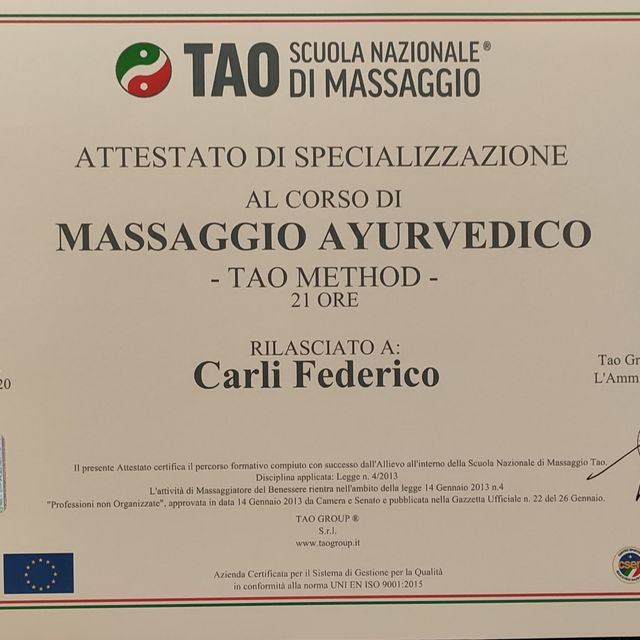 TAO SCUOLA NAZIONALE®
DI MASSAGGIO
ATTESTATO DI SPECIALIZZAZIONE
AL CORSO DI
MASSAGGIO AYURVEDICO
- TAO METHOD -
21 ORE
RILASCIATO A:
Carli Federico
20
Tao Gr
L'Amm
Il presente Attestato certifica il percorso formativo compiuto con successo dall'Allievo all'interno della Scuola Nazionale di Massaggio Tao.
Disciplina applicata: Legge n. 4/2013
L'attività di Massaggiatore del Benessere rientra nell'ambito della legge 14 Gennaio 2013 n.4
"Professioni non Organizzate", approvata in data 14 Gennaio 2013 da Camera e Senato e pubblicata nella Gazzetta Ufficiale n. 22 del 26 Gennaio.
TAO GROUP ®
S.r.l.
www.taogroup.it
Azienda Certificata per il Sistema di Gestione per la Qualità
in conformità alla norma UNI EN ISO 9001:2015